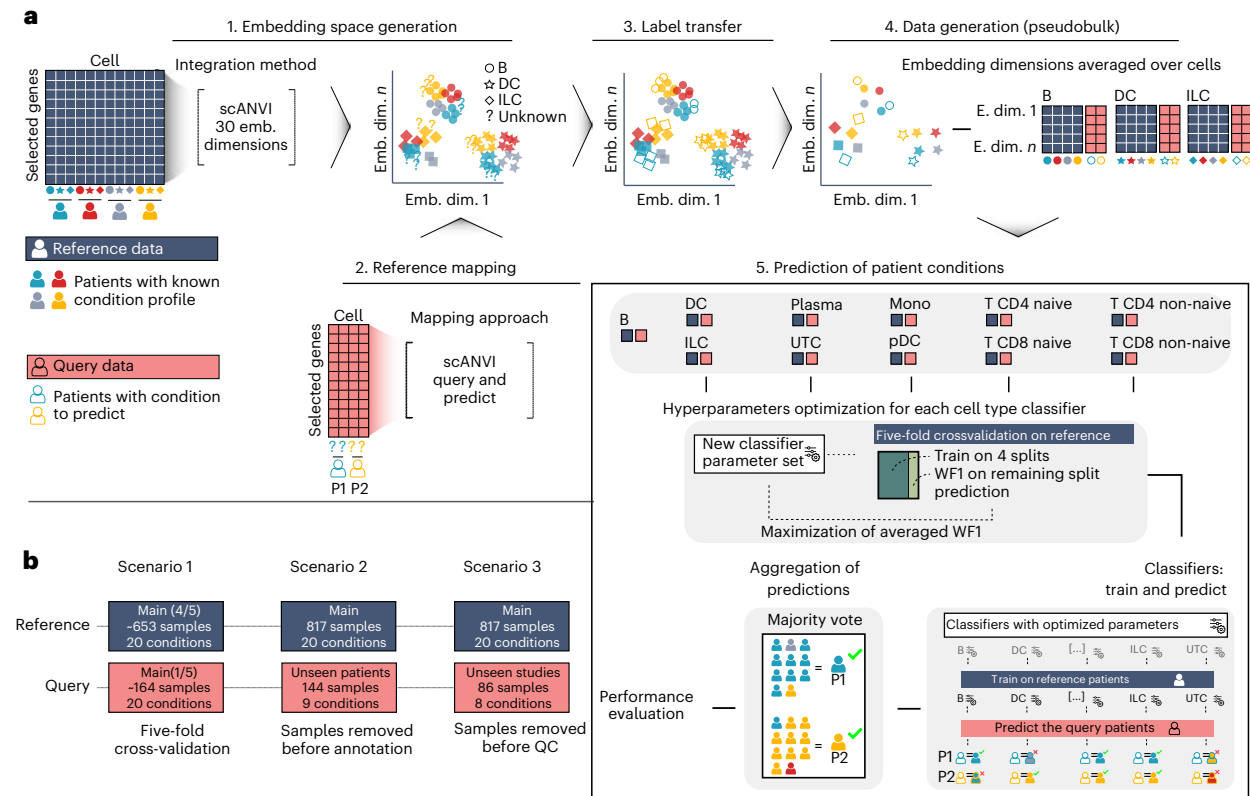 a
1. Embedding space generation
3. Label transfer
4. Data generation (pseudobulk)
Cell
Selected genes
Integration method
scANVI
30 emb.
dimensions
Emb. dim. n
Emb. dim. 1
B
DC
ILC
? Unknown
? ? ? ? ? ? ? ? ? ?
Emb. dim. n
Emb. dim. 1
Emb. dim. n
Emb. dim. 1
Embedding dimensions averaged over cells
B
DC
ILC
E. dim. 1
E. dim. n
Reference data
Patients with known
condition profile
Query data
Patients with condition
to predict
2. Reference mapping
Cell
Selected genes
? ? ? ?
P1 P2
Mapping approach
scANVI
query and
predict
5. Prediction of patient conditions
B
DC
Plasma
Mono
T CD4 naive
T CD4 non-naive
ILC
UTC
pDC
T CD8 naive
T CD8 non-naive
Hyperparameters optimization for each cell type classifier
New classifier
parameter set
Five-fold crossvalidation on reference
Train on 4 splits
WF1 on remaining split
prediction
Maximization of averaged WF1
Classifiers:
train and predict
Classifiers with optimized parameters
B
DC
[...]
ILC
UTC
Train on reference patients
B
DC
[...]
ILC
UTC
Predict the query patients
P1 = = = = =
P2 = = = = =
Aggregation of
predictions
Majority vote
= P1
= P2
Performance
evaluation
b
Scenario 1
Scenario 2
Scenario 3
Reference
Main (4/5)
~653 samples
20 conditions
Main
817 samples
20 conditions
Main
817 samples
20 conditions
Query
Main(1/5)
~164 samples
20 conditions
Unseen patients
144 samples
9 conditions
Unseen studies
86 samples
8 conditions
Five-fold
cross-validation
Samples removed
before annotation
Samples removed
before QC